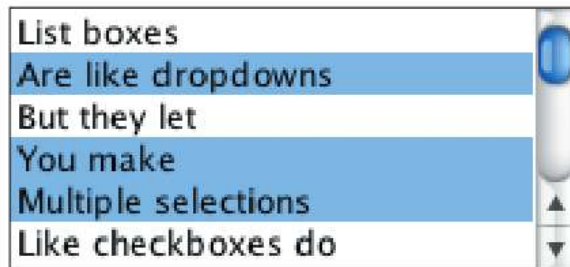 List boxes
Are like dropdowns
But they let
You make
Multiple selections
Like checkboxes do